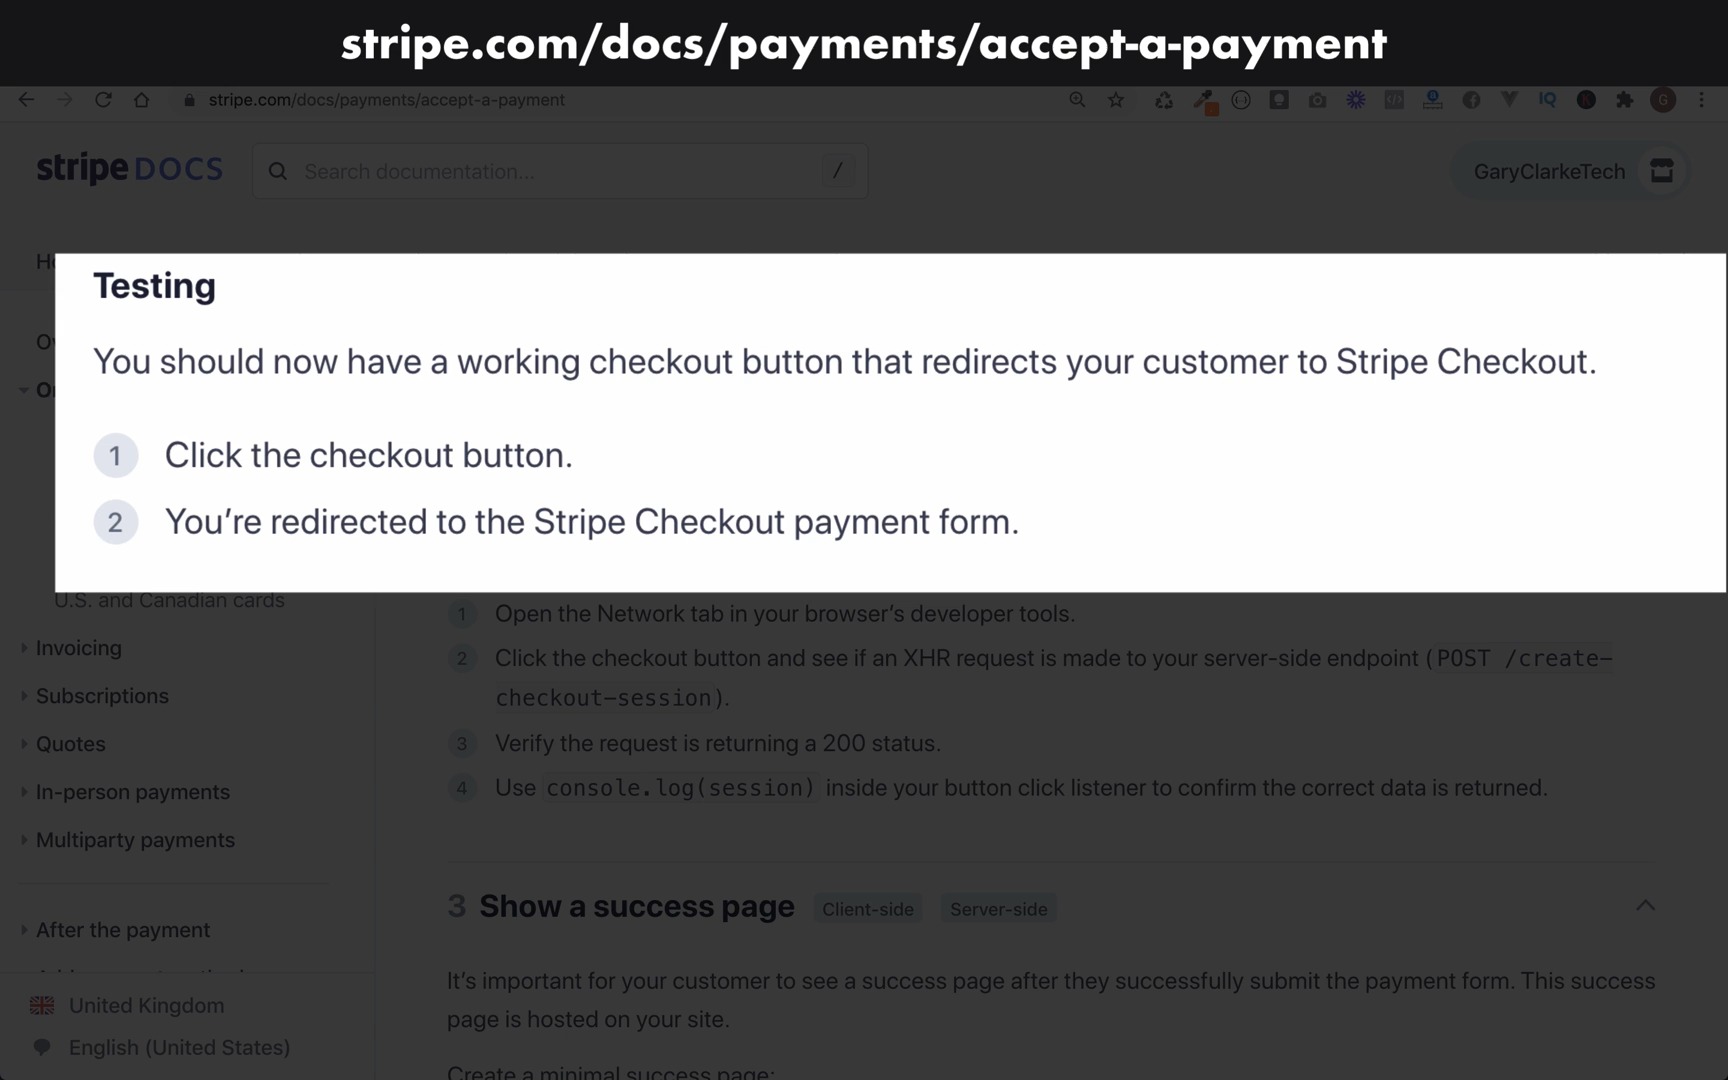 stripe.com/docs/payments/accept-a-payment
stripe.com/docs/payments/accept-a-payment
stripe DOCS
Search documentation...
/
GaryClarkeTech
Testing
You should now have a working checkout button that redirects your customer to Stripe Checkout.
1 Click the checkout button.
2 You’re redirected to the Stripe Checkout payment form.
U.S. and Canadian cards
Invoicing
Subscriptions
Quotes
In-person payments
Multiparty payments
After the payment
United Kingdom
English (United States)
1 Open the Network tab in your browser’s developer tools.
2 Click the checkout button and see if an XHR request is made to your server-side endpoint (POST /create-
checkout-session).
3 Verify the request is returning a 200 status.
4 Use console.log(session) inside your button click listener to confirm the correct data is returned.
3 Show a success page Client-side Server-side
It’s important for your customer to see a success page after they successfully submit the payment form. This success
page is hosted on your site.
Create a minimal success page: